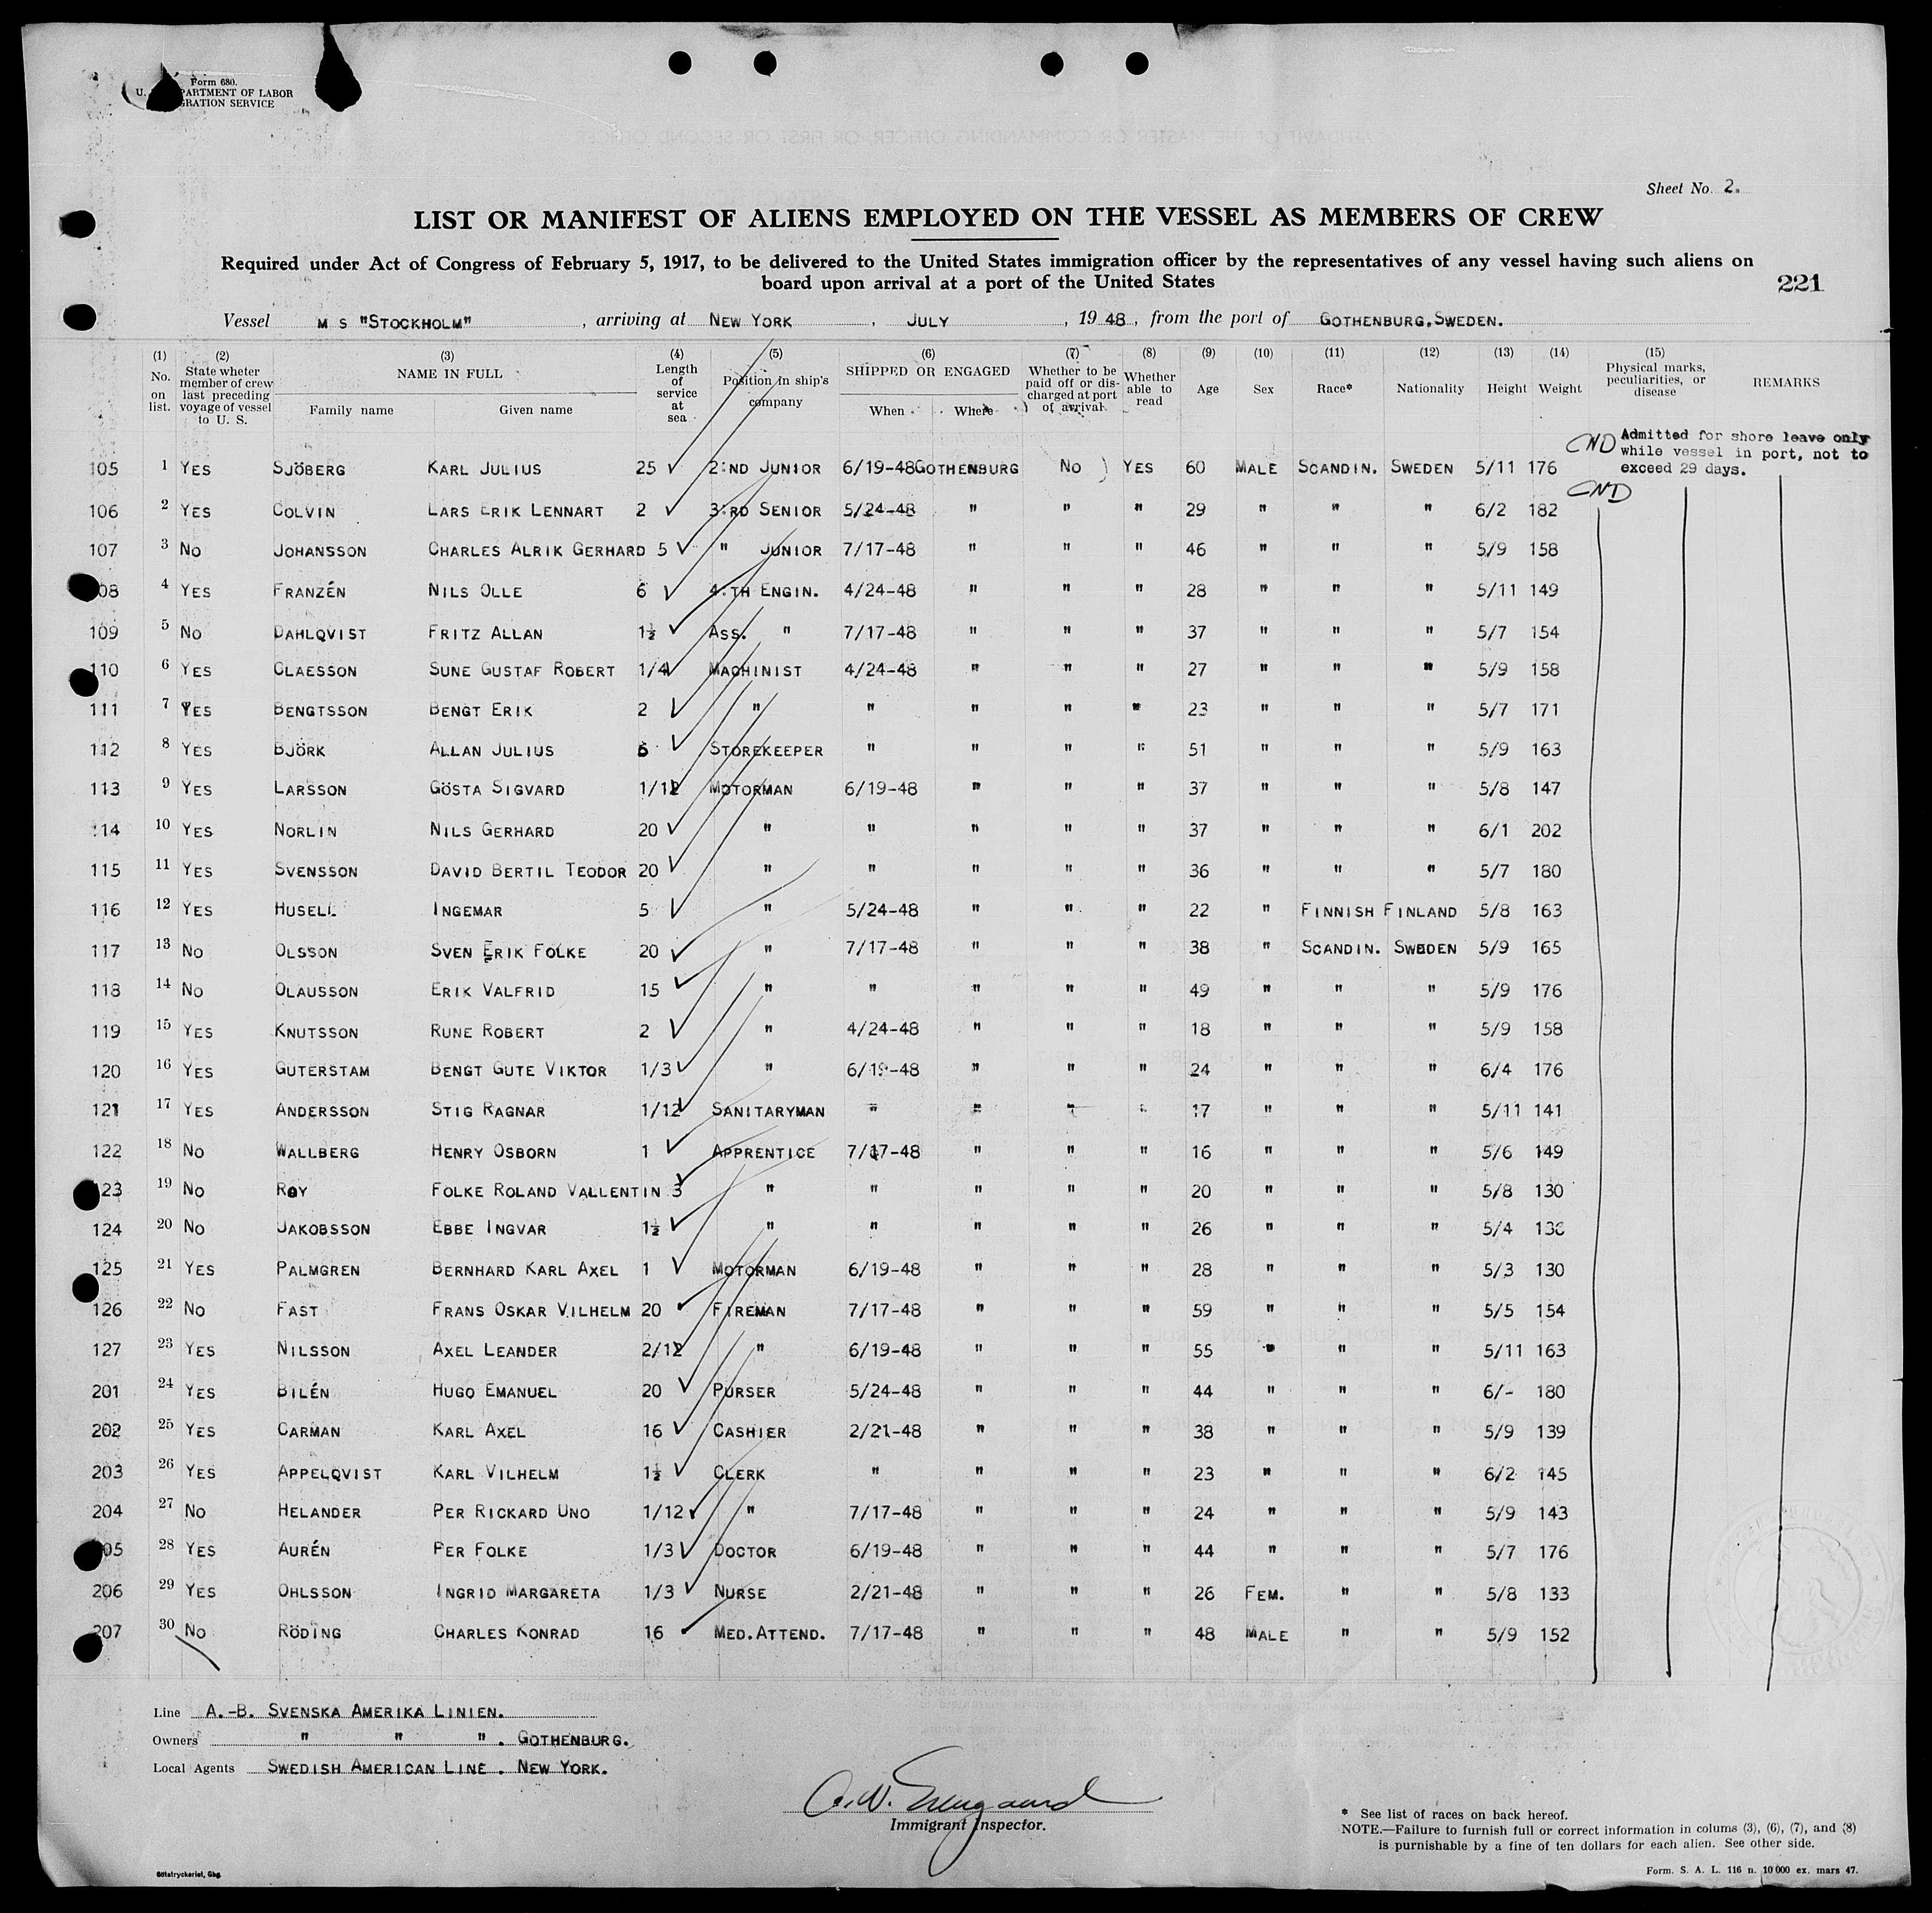 Form 680.
U. PARTMENT OF LABOR
GRATION SERVICE
Sheet No. 2.
LIST OR MANIFEST OF ALIENS EMPLOYED ON THE VESSEL AS MEMBERS OF CREW
Required under Act of Congress of February 5, 1917, to be delivered to the United States immigration officer by the representatives of any vessel having such aliens on
board upon arrival at a port of the United States
221
Vessel M S "STOCKHOLM", arriving at NEW YORK, JULY, 1948, from the port of GOTHENBURG, SWEDEN.
(1) (2) (3) (4) (5) (6) (7) (8) (9) (10) (11) (12) (13) (14) (15)
No. on list. State wheter member of crew last preceding voyage of vessel to U. S. NAME IN FULL Family name Given name Length of service at sea Position in ship's company SHIPPED OR ENGAGED When Where Whether to be paid off or discharged at port of arrival Whether able to read Age Sex Race* Nationality Height Weight Physical marks, peculiarities, or disease REMARKS
CND Admitted for shore leave only
while vessel in port, not to
exceed 29 days.
CND
105 1 YES SJÖBERG KARL JULIUS 25 2:ND JUNIOR 6/19-48 GOTHENBURG NO YES 60 MALE SCANDIN. SWEDEN 5/11 176
106 2 YES COLVIN LARS ERIK LENNART 2 3:RD SENIOR 5/24-48 " " " 29 " " " 6/2 182
107 3 NO JOHANSSON CHARLES ALRIK GERHARD 5 " JUNIOR 7/17-48 " " " 46 " " " 5/9 158
08 4 YES FRANZÉN NILS OLLE 6 4:TH ENGIN. 4/24-48 " " " 28 " " " 5/11 149
109 5 NO DAHLQVIST FRITZ ALLAN 1½ ASS. " 7/17-48 " " " 37 " " " 5/7 154
110 6 YES CLAESSON SUNE GUSTAF ROBERT 1/4 MACHINIST 4/24-48 " " " 27 " " " 5/9 158
111 7 YES BENGTSSON BENGT ERIK 2 " " " " " 23 " " " 5/7 171
112 8 YES BJÖRK ALLAN JULIUS 6 STOREKEEPER " " " " 51 " " " 5/9 163
113 9 YES LARSSON GÖSTA SIGVARD 1/12 MOTORMAN 6/19-48 " " " 37 " " " 5/8 147
114 10 YES NORLIN NILS GERHARD 20 " " " " " 37 " " " 6/1 202
115 11 YES SVENSSON DAVID BERTIL TEODOR 20 " " " " " 36 " " " 5/7 180
116 12 YES HUSELL INGEMAR 5 " 5/24-48 " " " 22 " FINNISH FINLAND 5/8 163
117 13 NO OLSSON SVEN ERIK FOLKE 20 " 7/17-48 " " " 38 " SCANDIN. SWEDEN 5/9 165
118 14 NO OLAUSSON ERIK VALFRID 15 " " " " " 49 " " " 5/9 176
119 15 YES KNUTSSON RUNE ROBERT 2 " 4/24-48 " " " 18 " " " 5/9 158
120 16 YES GUTERSTAM BENGT GUTE VIKTOR 1/3 " 6/19-48 " " " 24 " " " 6/4 176
121 17 YES ANDERSSON STIG RAGNAR 1/12 SANITARYMAN " " " " 17 " " " 5/11 141
122 18 NO WALLBERG HENRY OSBORN 1 APPRENTICE 7/17-48 " " " 16 " " " 5/6 149
123 19 NO ROY FOLKE ROLAND VALLENTIN 3 " " " " " 20 " " " 5/8 130
124 20 NO JAKOBSSON EBBE INGVAR 1½ " " " " " 26 " " " 5/4
125 21 YES PALMGREN BERNHARD KARL AXEL 1 MOTORMAN 6/19-48 " " " 28 " " " 5/3 130
126 22 NO FAST FRANS OSKAR VILHELM 20 FIREMAN 7/17-48 " " " 59 " " " 5/5 154
127 23 YES NILSSON AXEL LEANDER 2/12 " 6/19-48 " " " 55 " " " 5/11 163
201 24 YES BILÉN HUGO EMANUEL 20 PURSER 5/24-48 " " " 44 " " " 6/- 180
202 25 YES CARMAN KARL AXEL 16 CASHIER 2/21-48 " " " 38 " " " 5/9 139
203 26 YES APPELQVIST KARL VILHELM 1½ CLERK " " " " 23 " " " 6/2 145
204 27 NO HELANDER PER RICKARD UNO 1/12 " 7/17-48 " " " 24 " " " 5/9 143
05 28 YES AURÉN PER FOLKE 1/3 DOCTOR 6/19-48 " " " 44 " " " 5/7 176
206 29 YES OHLSSON INGRID MARGARETA 1/3 NURSE 2/21-48 " " " 26 FEM. " " 5/8 133
207 30 NO RÖDING CHARLES KONRAD 16 MED.ATTEND. 7/17-48 " " " 48 MALE " " 5/9 152
Line A.-B. SVENSKA AMERIKA LINIEN.
Owners " " ". GOTHENBURG.
Local Agents SWEDISH AMERICAN LINE. NEW YORK.
Immigrant Inspector.
* See list of races on back hereof.
NOTE.—Failure to furnish full or correct information in colums (3), (6), (7), and (8)
is purnishable by a fine of ten dollars for each alien. See other side.
Götatryckeriet, Gbg.
Form. S. A. L. 116 n. 10 000 ex. mars 47.